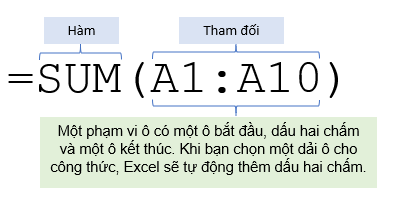 Hàm Tham đối
=SUM(A1:A10)
Một phạm vi ô có một ô bắt đầu, dấu hai chấm
và một ô kết thúc. Khi bạn chọn một dải ô cho
công thức, Excel sẽ tự động thêm dấu hai chấm.